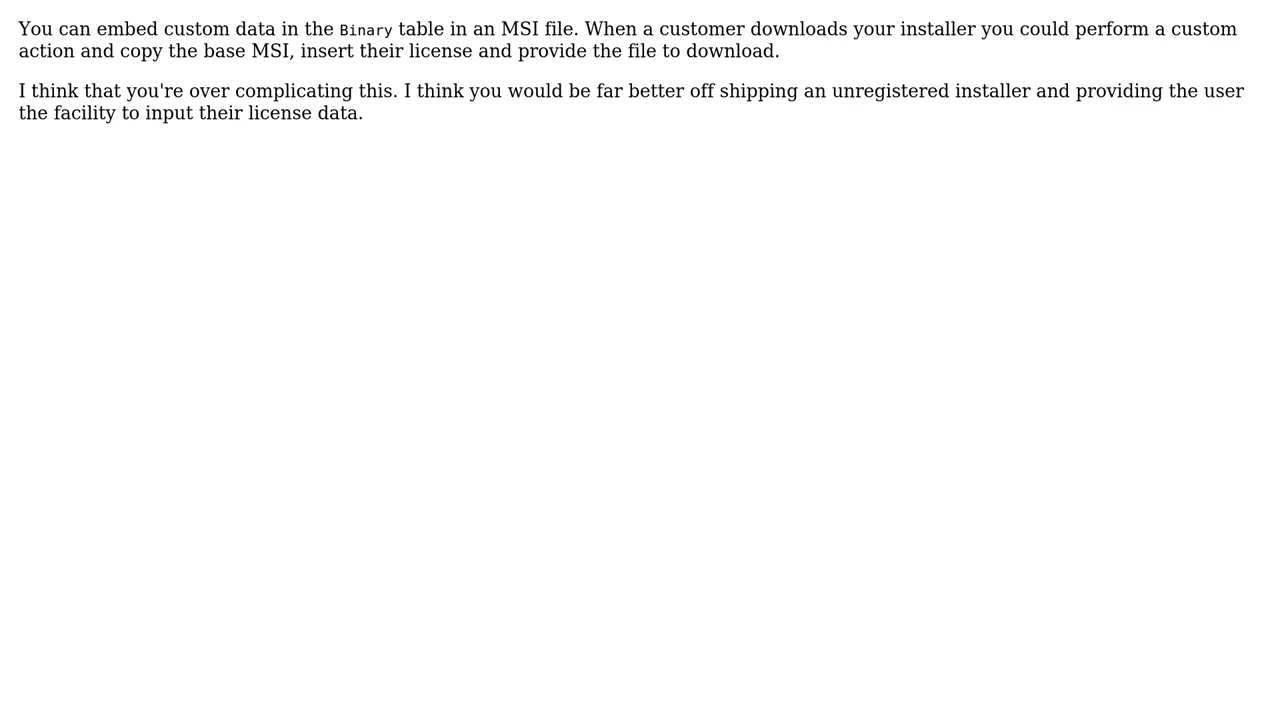 You can embed custom data in the Binary table in an MSI file. When a customer downloads your installer you could perform a custom
action and copy the base MSI, insert their license and provide the file to download.
I think that you're over complicating this. I think you would be far better off shipping an unregistered installer and providing the user
the facility to input their license data.